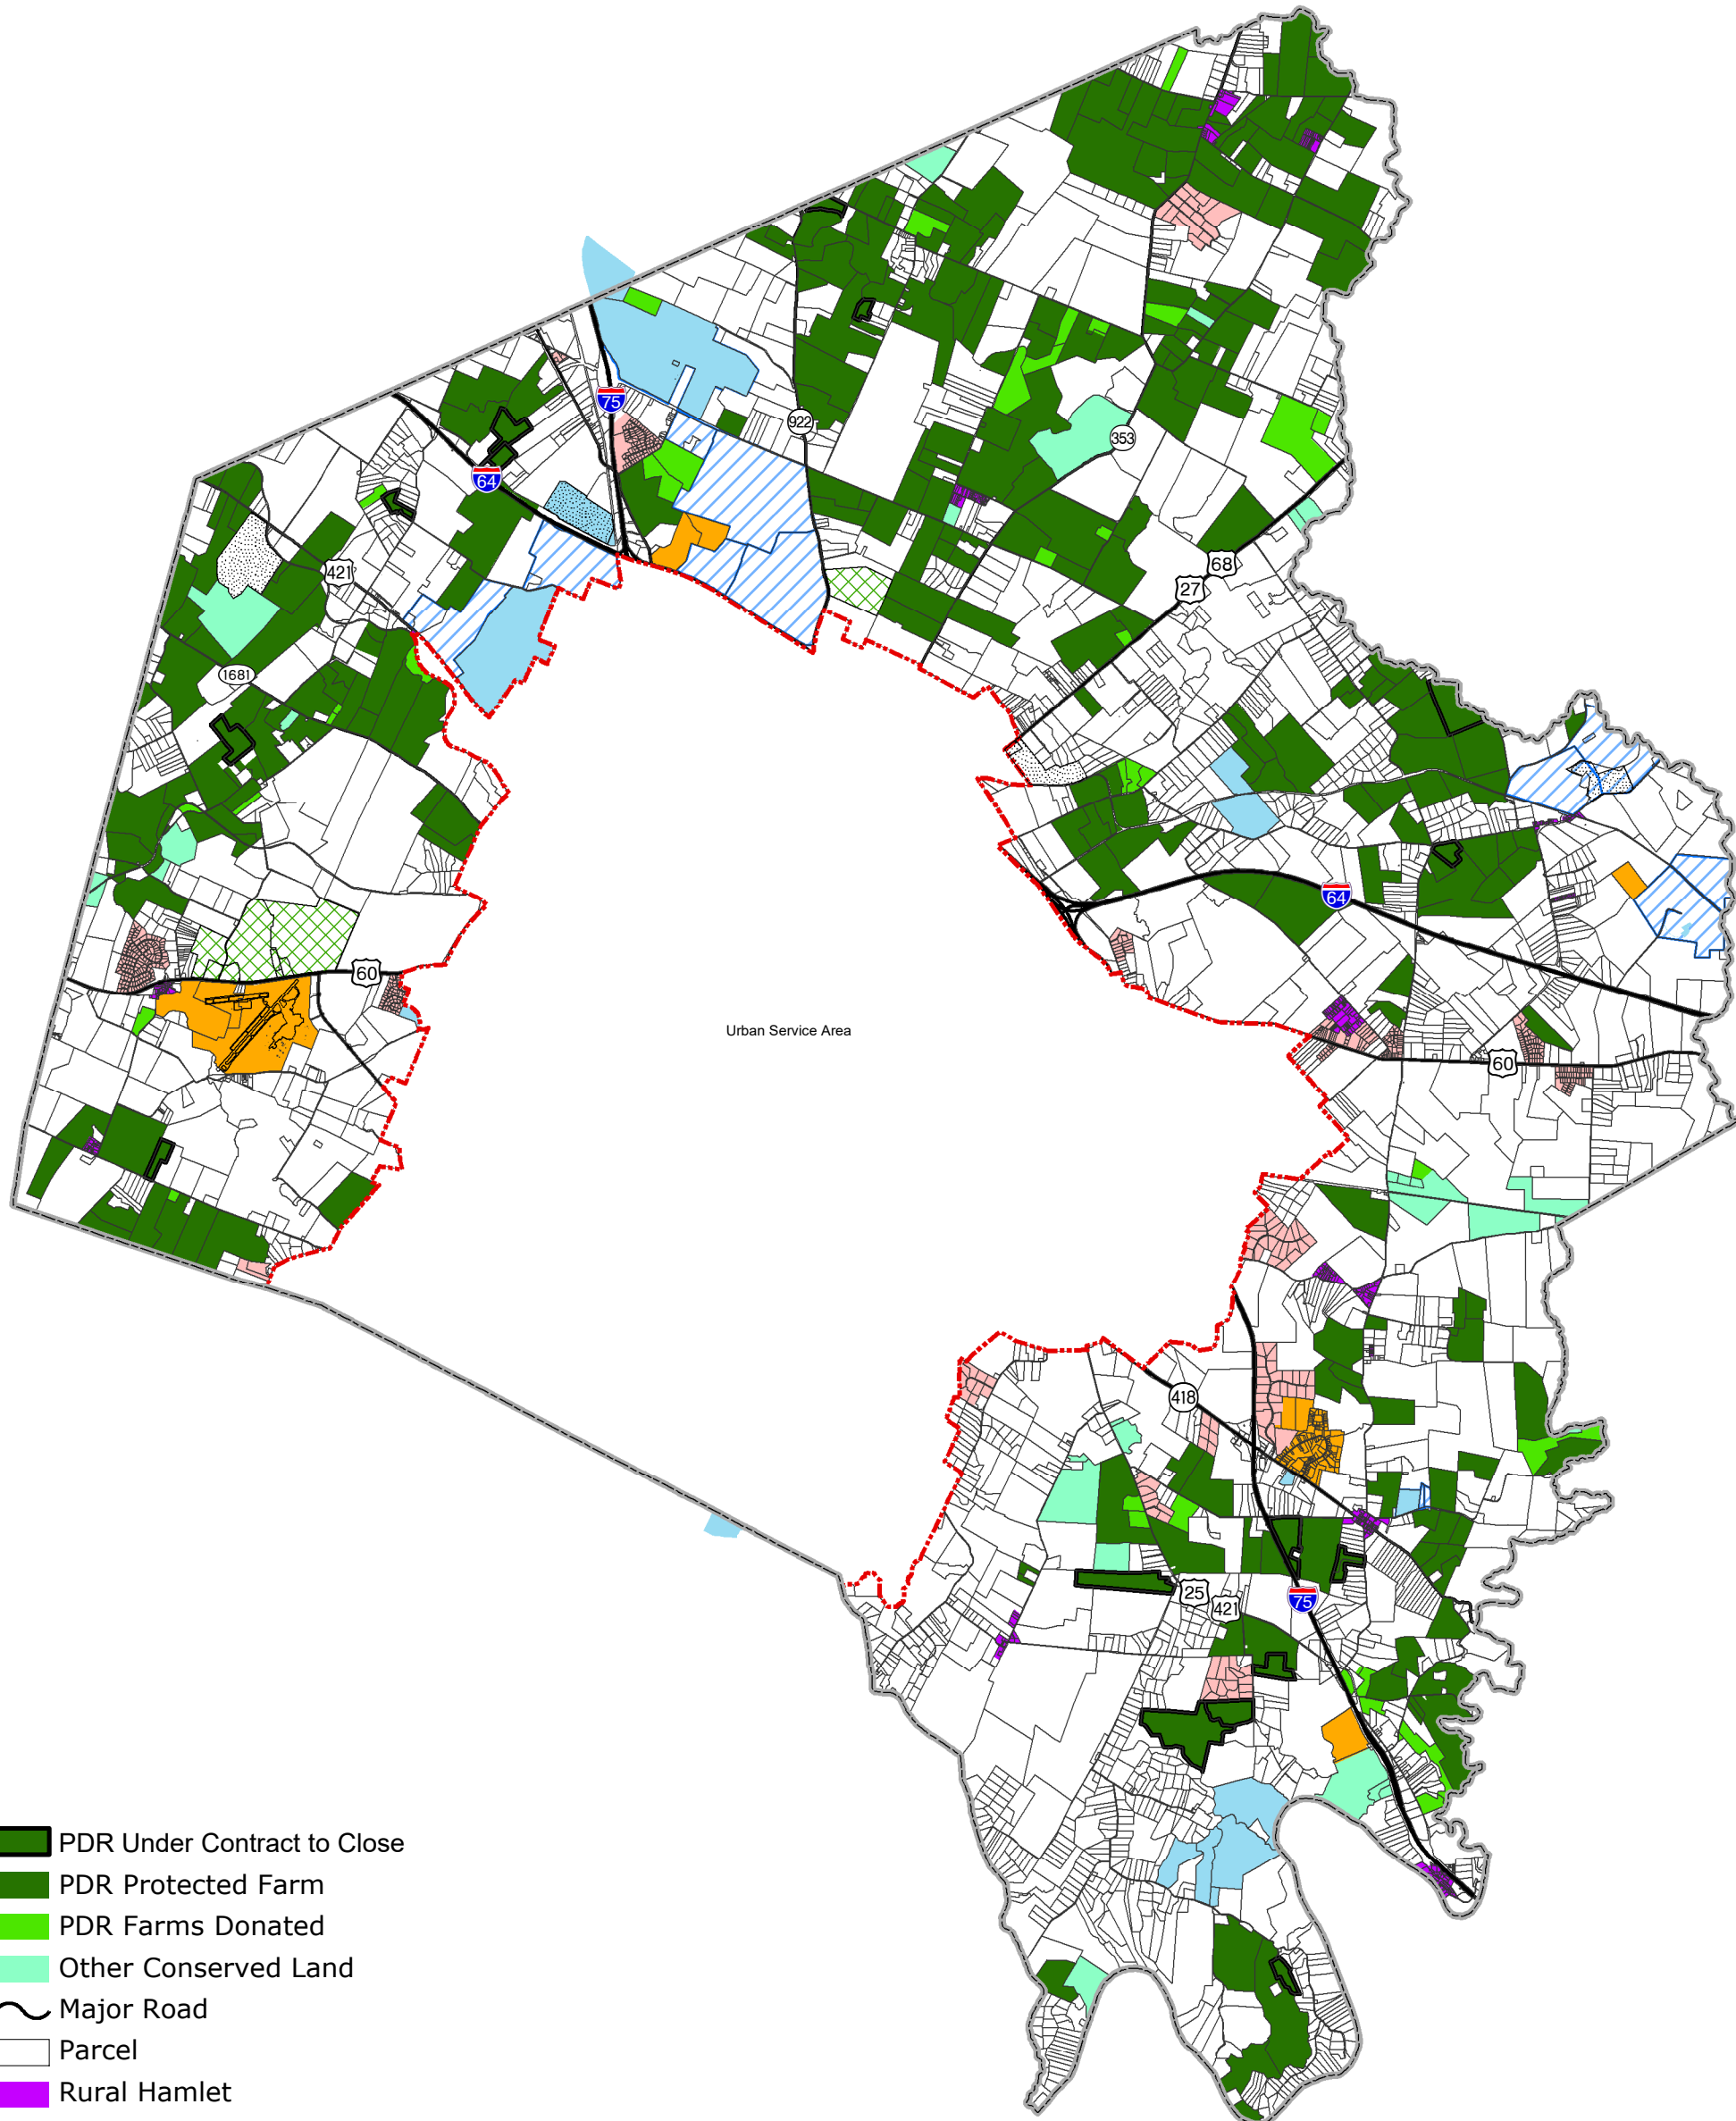 75
922
353
64
421
68
27
1681
64
60
Urban Service Area
60
418
25
421
75
PDR Under Contract to Close
PDR Protected Farm
PDR Farms Donated
Other Conserved Land
Major Road
Parcel
Rural Hamlet